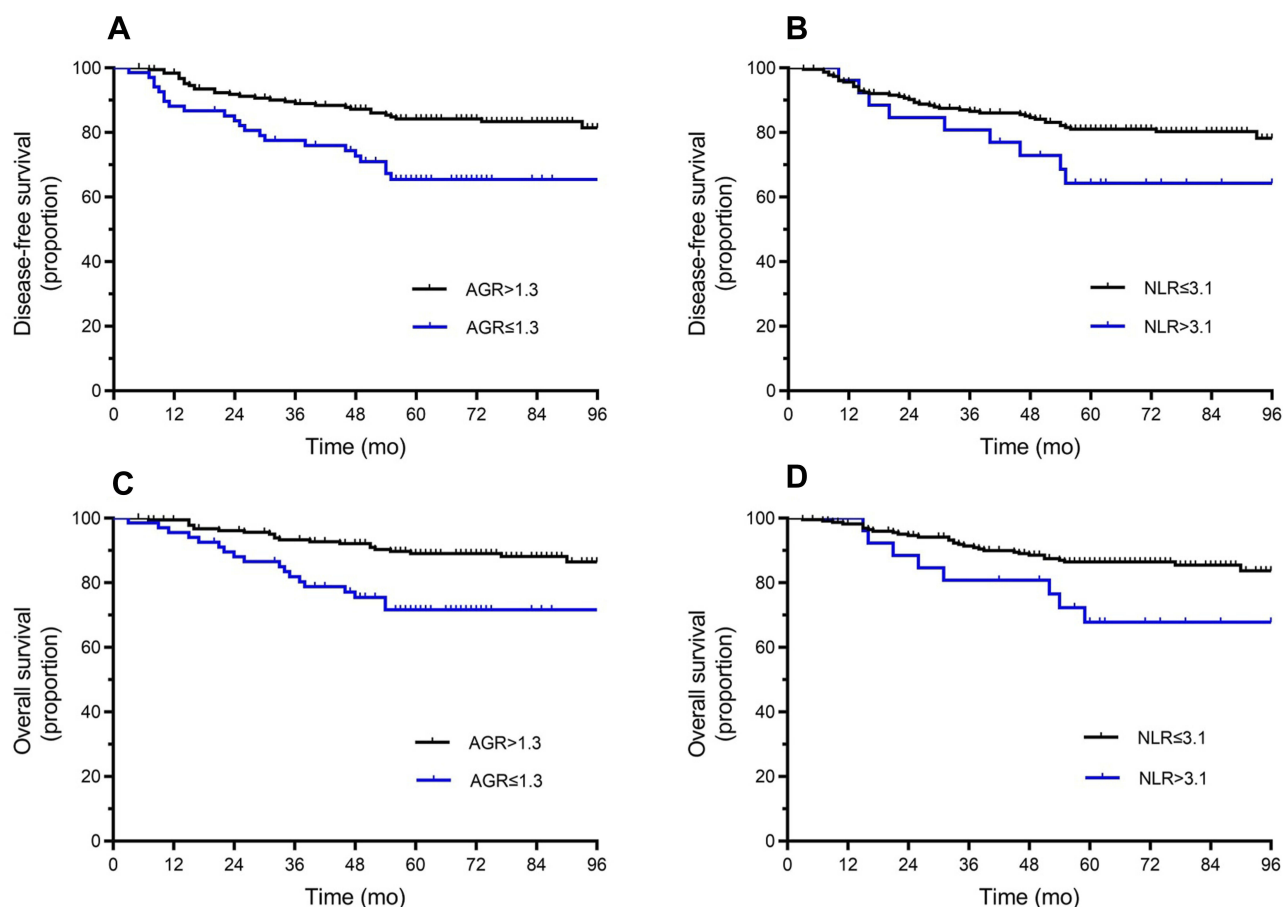 A
Disease-free survival
(proportion)
100
80
60
40
20
0
AGR>1.3
AGR≤1.3
0 12 24 36 48 60 72 84 96
Time (mo)
B
Disease-free survival
(proportion)
100
80
60
40
20
0
NLR≤3.1
NLR>3.1
0 12 24 36 48 60 72 84 96
Time (mo)
C
Overall survival
(proportion)
100
80
60
40
20
0
AGR>1.3
AGR≤1.3
0 12 24 36 48 60 72 84 96
Time (mo)
D
Overall survival
(proportion)
100
80
60
40
20
0
NLR≤3.1
NLR>3.1
0 12 24 36 48 60 72 84 96
Time (mo)